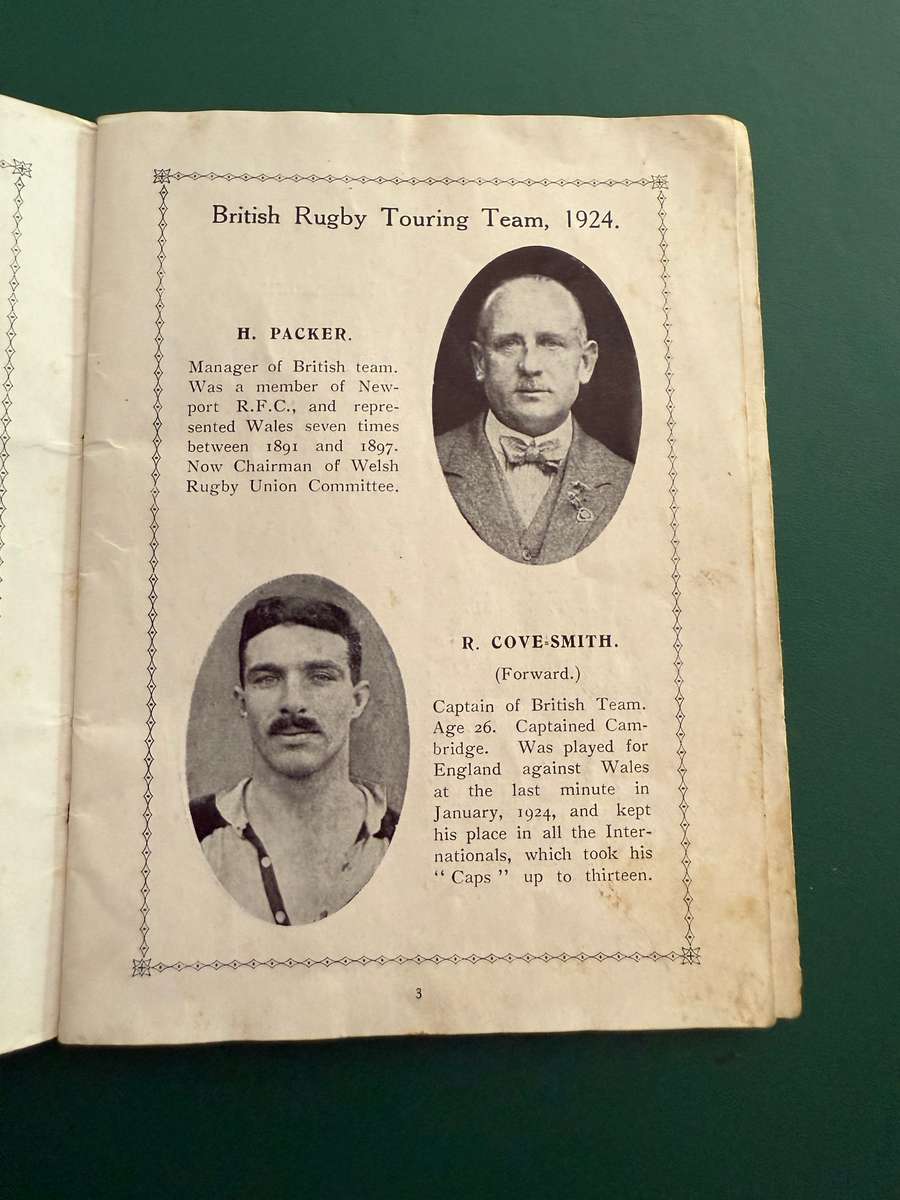 British Rugby Touring Team, 1924.
H. PACKER.
Manager of British team.
Was a member of New-
port R.F.C., and repre-
sented Wales seven times
between 1891 and 1897.
Now Chairman of Welsh
Rugby Union Committee.
R. COVE-SMITH.
(Forward.)
Captain of British Team.
Age 26. Captained Cam-
bridge. Was played for
England against Wales
at the last minute in
January, 1924, and kept
his place in all the Inter-
nationals, which took his
“ Caps ” up to thirteen.
3